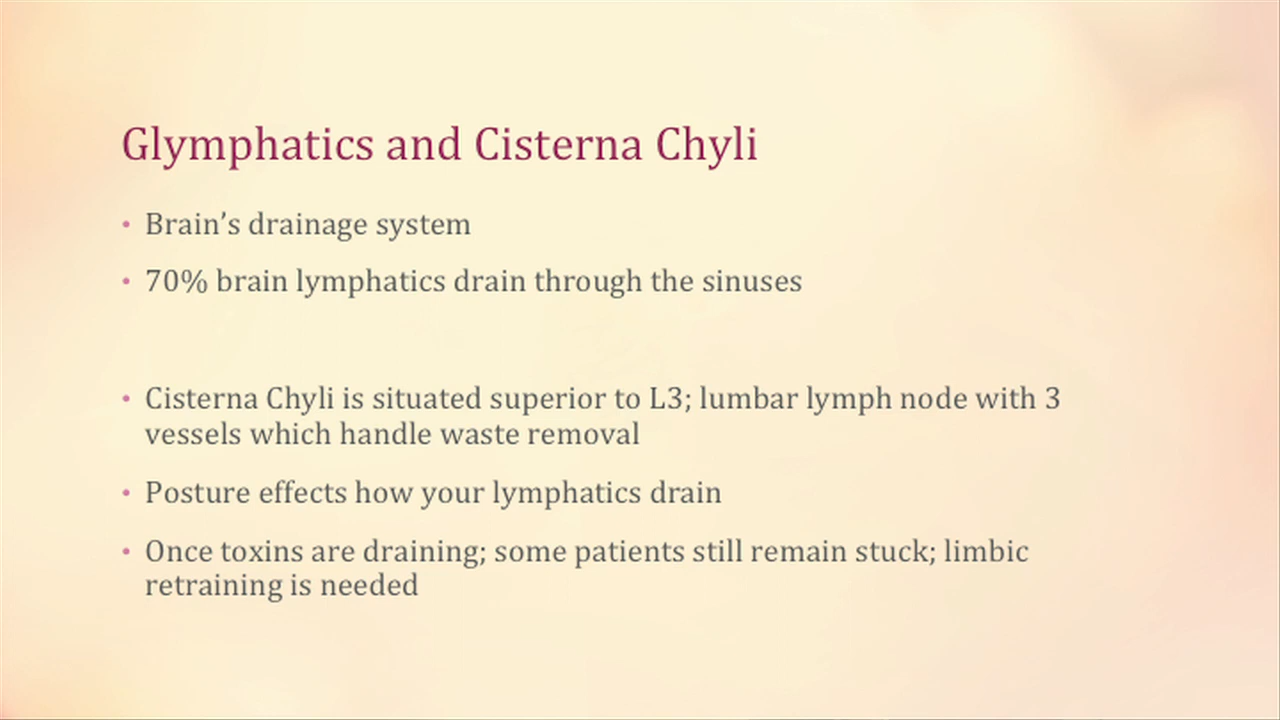 Glymphatics and Cisterna Chyli
• Brain’s drainage system
• 70% brain lymphatics drain through the sinuses
• Cisterna Chyli is situated superior to L3; lumbar lymph node with 3
vessels which handle waste removal
• Posture effects how your lymphatics drain
• Once toxins are draining; some patients still remain stuck; limbic
retraining is needed